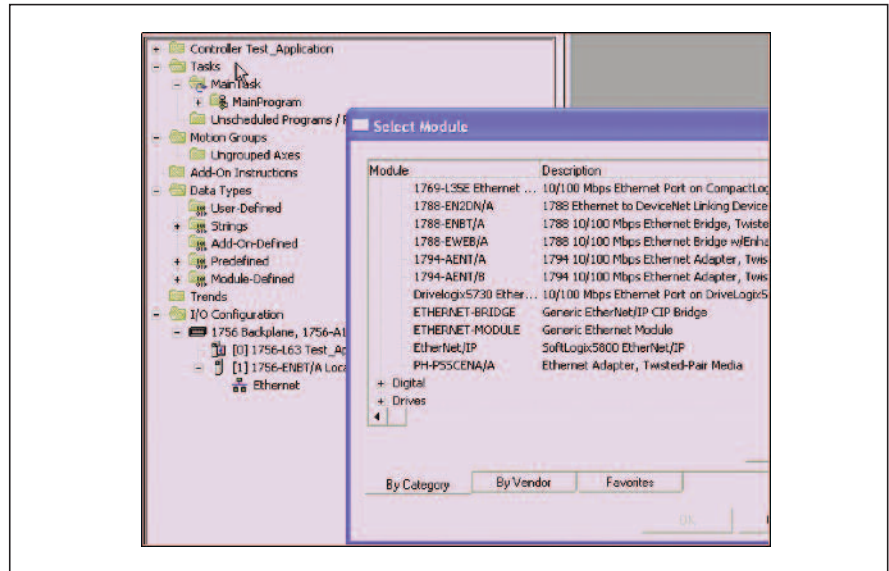 Controller Test_Application
Tasks
MainTask
MainProgram
Unscheduled Programs /
Motion Groups
Ungrouped Axes
Add-On Instructions
Data Types
User-Defined
Strings
Add-On-Defined
Predefined
Module-Defined
Trends
I/O Configuration
1756 Backplane, 1756-A1
[0] 1756-L63 Test_Ap
[1] 1756-ENBT/A Loca
Ethernet
Select Module
Module Description
1769-L35E Ethernet ... 10/100 Mbps Ethernet Port on CompactLog
1788-EN2DN/A 1788 Ethernet to DeviceNet Linking Device
1788-ENBT/A 1788 10/100 Mbps Ethernet Bridge, Twiste
1788-EWEB/A 1788 10/100 Mbps Ethernet Bridge w/Enha
1794-AENT/A 1794 10/100 Mbps Ethernet Adapter, Twis
1794-AENT/B 1794 10/100 Mbps Ethernet Adapter, Twis
Drivelogix5730 Ether... 10/100 Mbps Ethernet Port on DriveLogix5
ETHERNET-BRIDGE Generic EtherNet/IP CIP Bridge
ETHERNET-MODULE Generic Ethernet Module
EtherNet/IP SoftLogix5800 EtherNet/IP
PH-PSSCENA/A Ethernet Adapter, Twisted-Pair Media
Digital
Drives
By Category By Vendor Favorites
OK